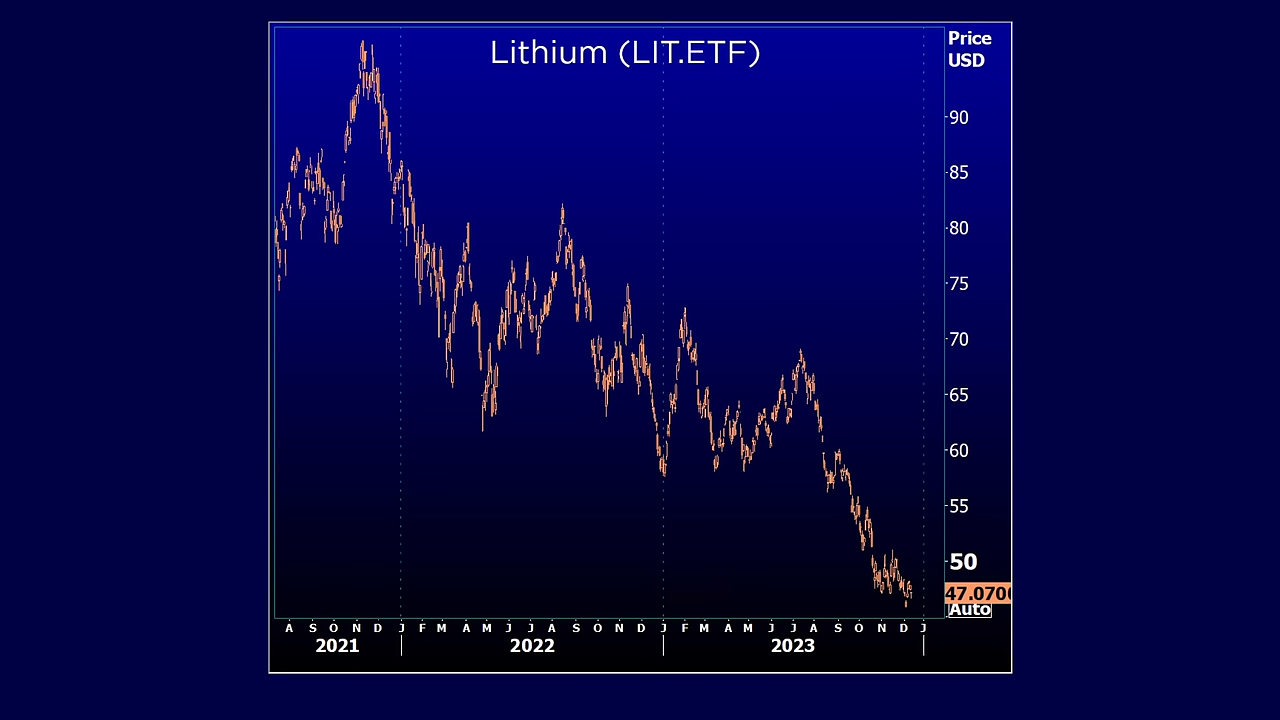 Lithium (LIT.ETF)
Price
USD
90
85
80
75
70
65
60
55
50
47.070
Auto
A S O N D J F M A M J J A S O N D J F M A M J J A S O N D J
2021 2022 2023